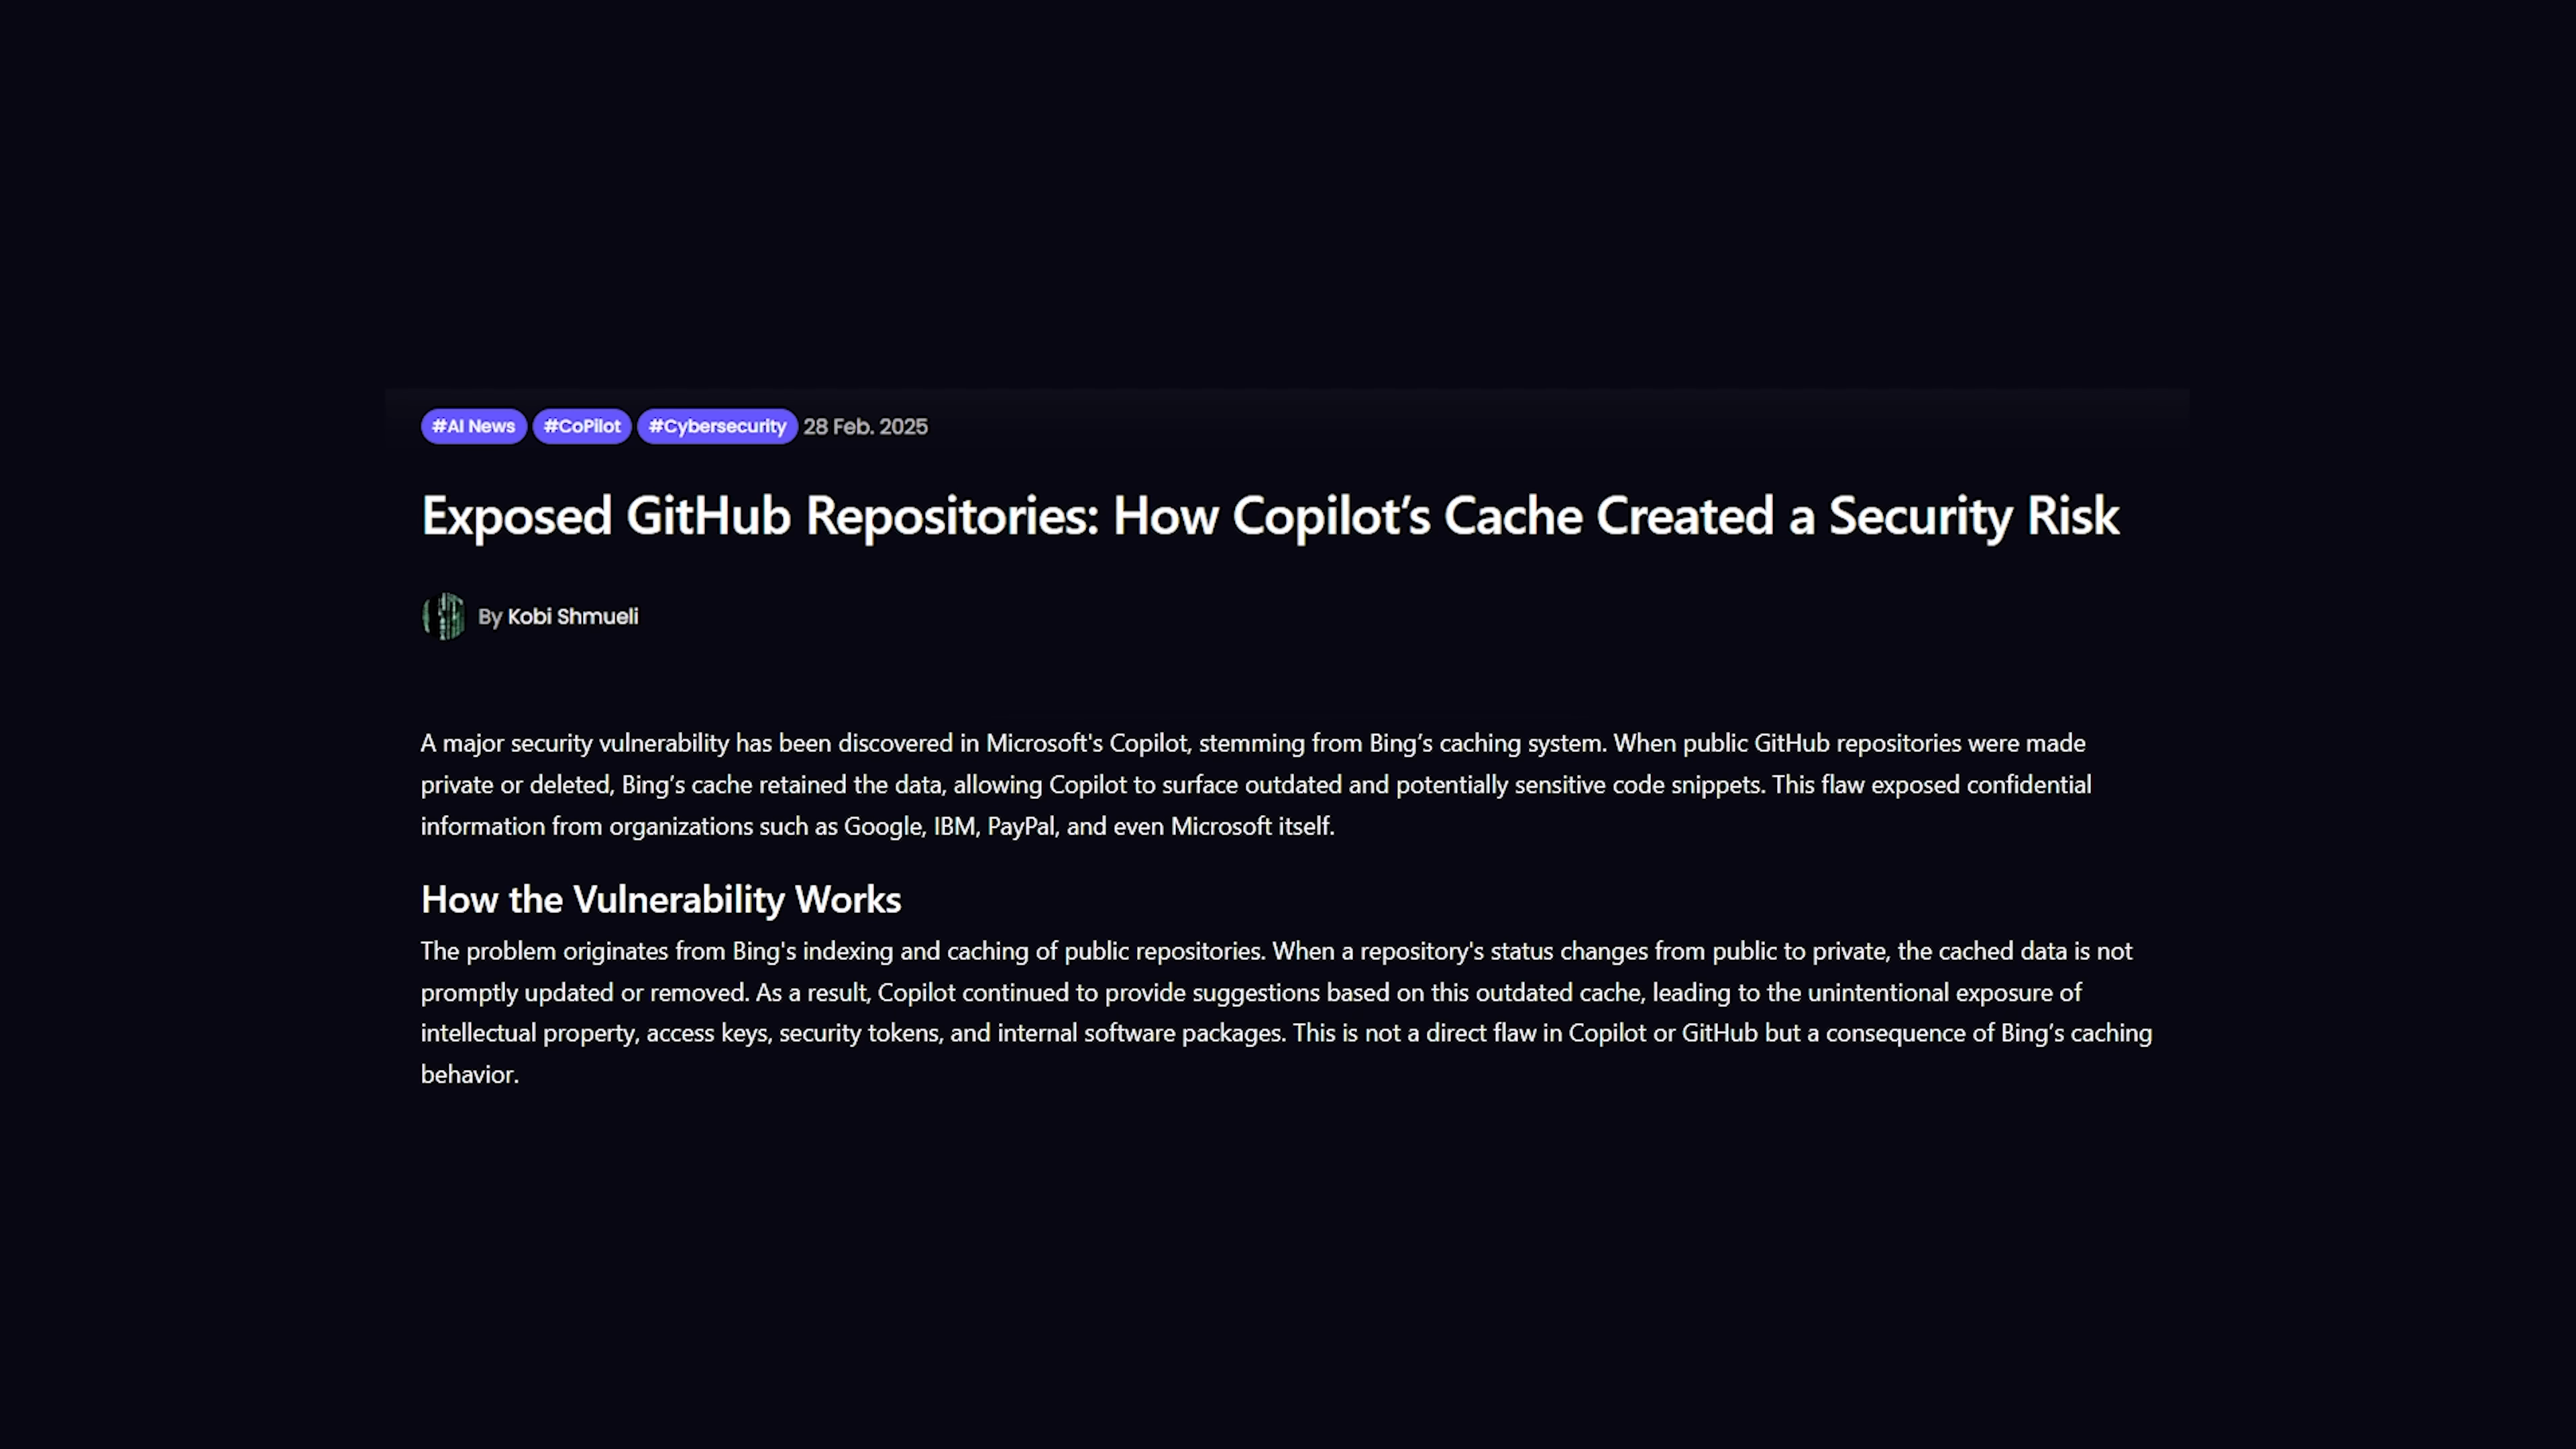 #AI News #CoPilot #Cybersecurity 28 Feb. 2025
Exposed GitHub Repositories: How Copilot’s Cache Created a Security Risk
By Kobi Shmueli
A major security vulnerability has been discovered in Microsoft's Copilot, stemming from Bing’s caching system. When public GitHub repositories were made
private or deleted, Bing’s cache retained the data, allowing Copilot to surface outdated and potentially sensitive code snippets. This flaw exposed confidential
information from organizations such as Google, IBM, PayPal, and even Microsoft itself.
How the Vulnerability Works
The problem originates from Bing's indexing and caching of public repositories. When a repository's status changes from public to private, the cached data is not
promptly updated or removed. As a result, Copilot continued to provide suggestions based on this outdated cache, leading to the unintentional exposure of
intellectual property, access keys, security tokens, and internal software packages. This is not a direct flaw in Copilot or GitHub but a consequence of Bing’s caching
behavior.